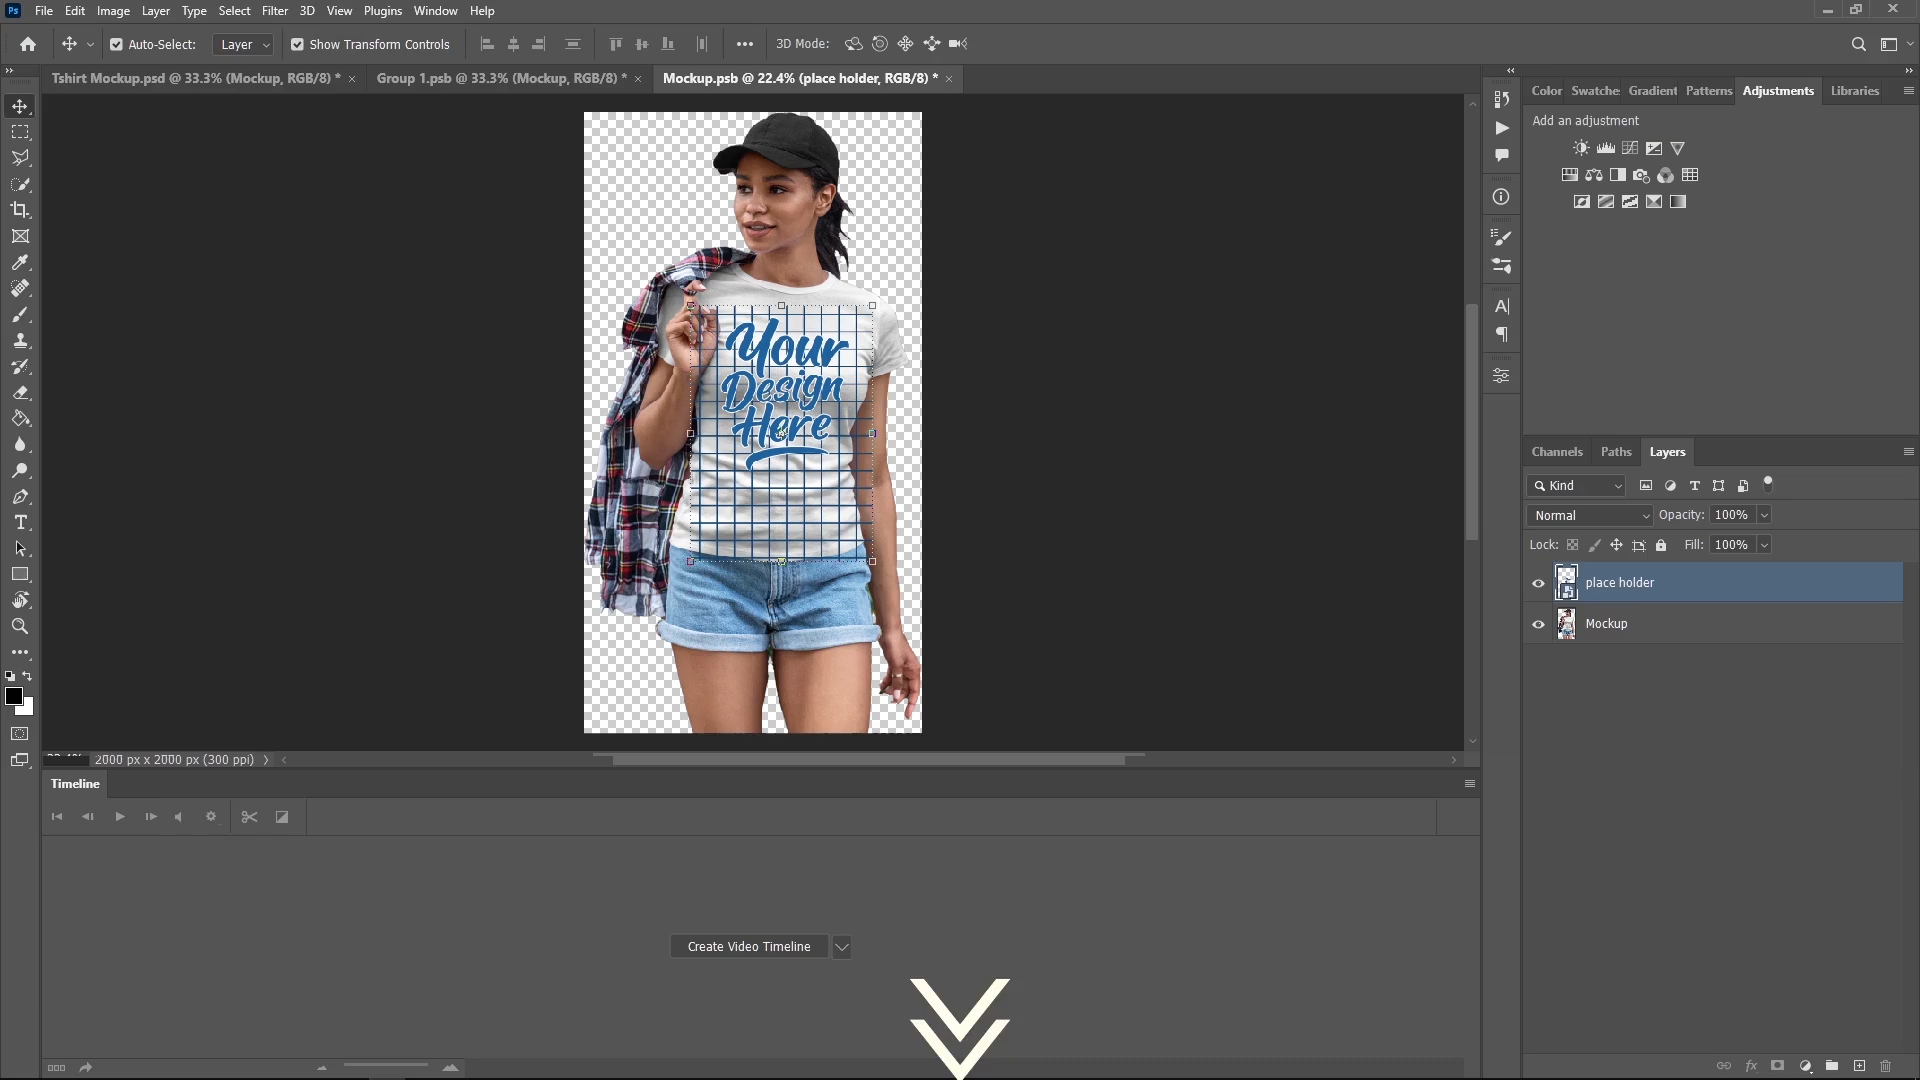 Ps File Edit Image Layer Type Select Filter 3D View Plugins Window Help
Auto-Select: Layer Show Transform Controls 3D Mode:
Tshirt Mockup.psd @ 33.3% (Mockup, RGB/8) * × Group 1.psb @ 33.3% (Mockup, RGB/8) * × Mockup.psb @ 22.4% (place holder, RGB/8) * ×
Color Swatches Gradient Patterns Adjustments Libraries
Add an adjustment
Your
Design
Here
Channels Paths Layers
Kind
Normal Opacity: 100%
Lock: Fill: 100%
place holder
Mockup
2000 px x 2000 px (300 ppi)
Timeline
Create Video Timeline